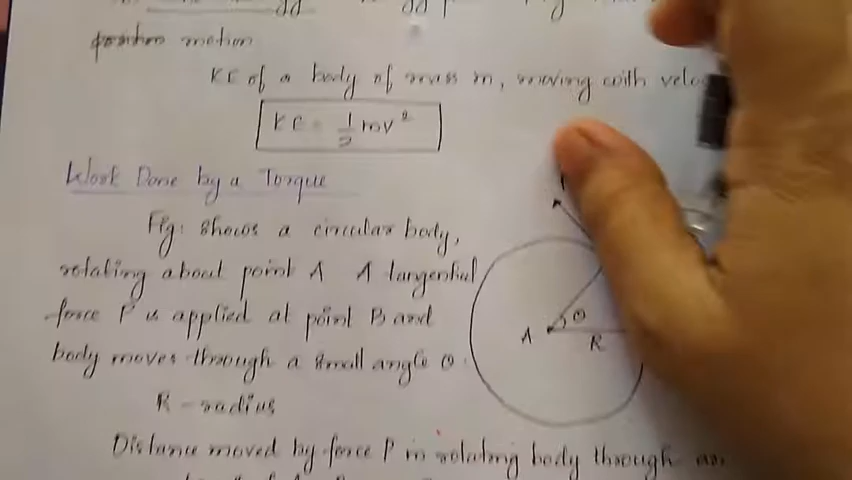 motion
KE of a body of mass m, moving with velo
KE = 1/2 mv²
Work Done by a Torque
Fig: shows a circular body,
rotating about point A A tangential
force P is applied at point B and
body moves through a small angle θ.
R - radius
A θ R
Distance moved by force P in rotating body through an